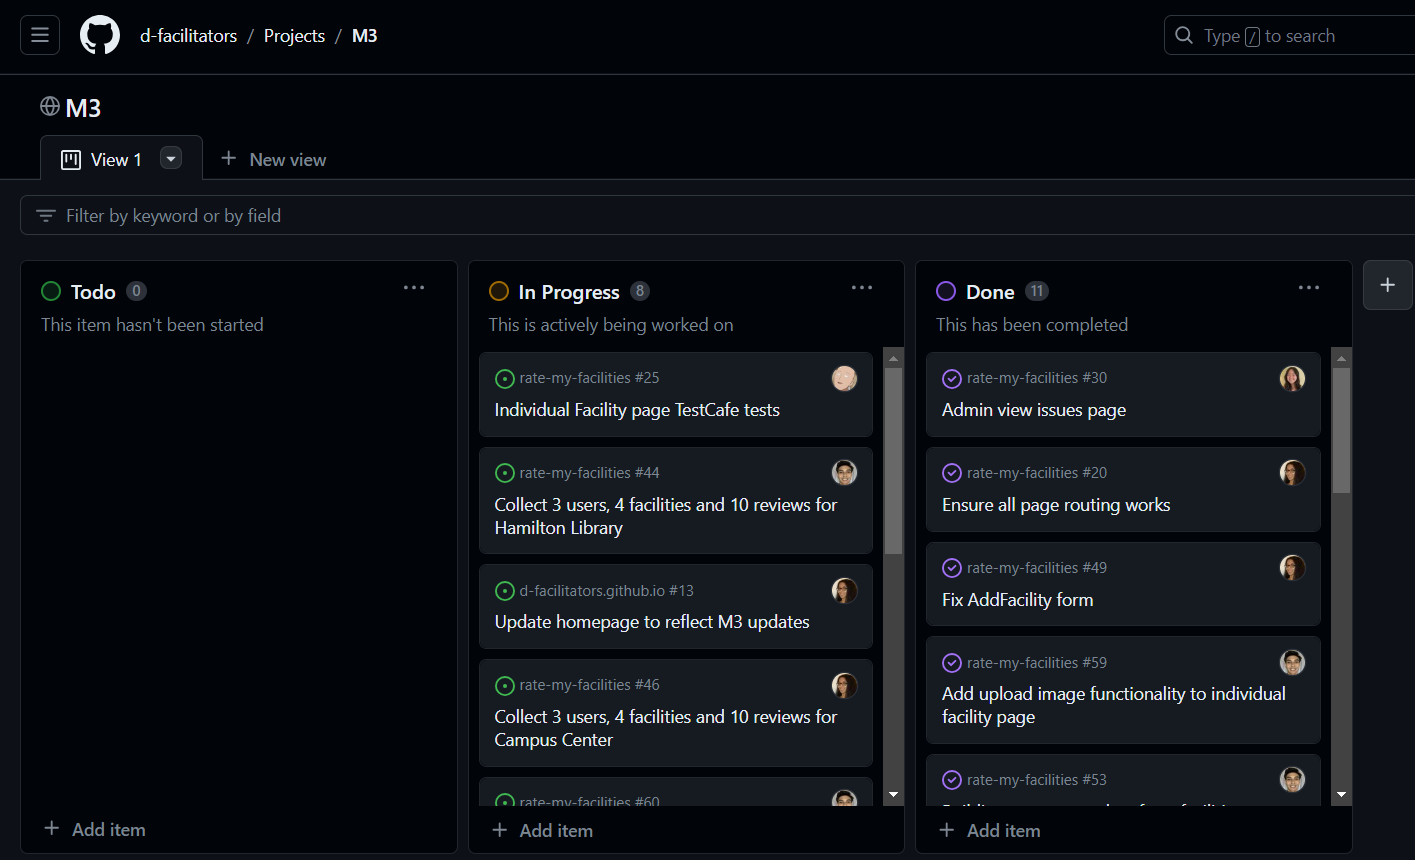 d-facilitators / Projects / M3
Type / to search
M3
View 1
New view
Filter by keyword or by field
Todo 0
This item hasn't been started
Add item
In Progress 8
This is actively being worked on
rate-my-facilities #25
Individual Facility page TestCafe tests
rate-my-facilities #44
Collect 3 users, 4 facilities and 10 reviews for
Hamilton Library
d-facilitators.github.io #13
Update homepage to reflect M3 updates
rate-my-facilities #46
Collect 3 users, 4 facilities and 10 reviews for
Campus Center
rate-my-facilities #60
Add item
Done 11
This has been completed
rate-my-facilities #30
Admin view issues page
rate-my-facilities #20
Ensure all page routing works
rate-my-facilities #49
Fix AddFacility form
rate-my-facilities #59
Add upload image functionality to individual
facility page
rate-my-facilities #53
Add item